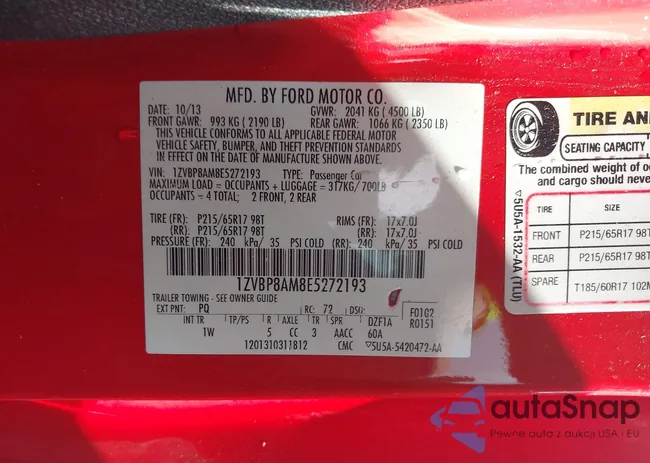 MFD. BY FORD MOTOR CO.
DATE: 10/13 GVWR: 2041 KG ( 4500 LB)
FRONT GAWR: 993 KG ( 2190 LB) REAR GAWR: 1066 KG ( 2350 LB)
THIS VEHICLE CONFORMS TO ALL APPLICABLE FEDERAL MOTOR
VEHICLE SAFETY, BUMPER, AND THEFT PREVENTION STANDARDS
IN EFFECT ON THE DATE OF MANUFACTURE SHOWN ABOVE.
VIN: 1ZVBP8AM8E5272193 TYPE: Passenger Car
MAXIMUM LOAD = OCCUPANTS + LUGGAGE = 317KG/ 700LB
OCCUPANTS = 4 TOTAL; 2 FRONT, 2 REAR
TIRE (FR): P215/65R17 98T RIMS (FR): 17x7.0J
(RR): P215/65R17 98T (RR): 17x7.0J
PRESSURE (FR): 240 kPa/ 35 PSI COLD (RR): 240 kPa/ 35 PSI COLD
1ZVBP8AM8E5272193
TRAILER TOWING - SEE OWNER GUIDE
EXT PNT: PQ RC: 72 DSO: F0102
R0151
INT TR TP/PS R AXLE TR DZF1A
1W 5 CC 3 AACC 60A
1201310311B12 CMC ▽5U5A-5420472-AA
▽5U5A-1532-AA (TLU)
TIRE AN
SEATING CAPACITY
The combined weight of
and cargo should neve
TIRE SIZE
FRONT P215/65R17 98T
REAR P215/65R17 98T
SPARE T185/60R17 102M
autaSnap
Pewne auta z aukcji USA i EU